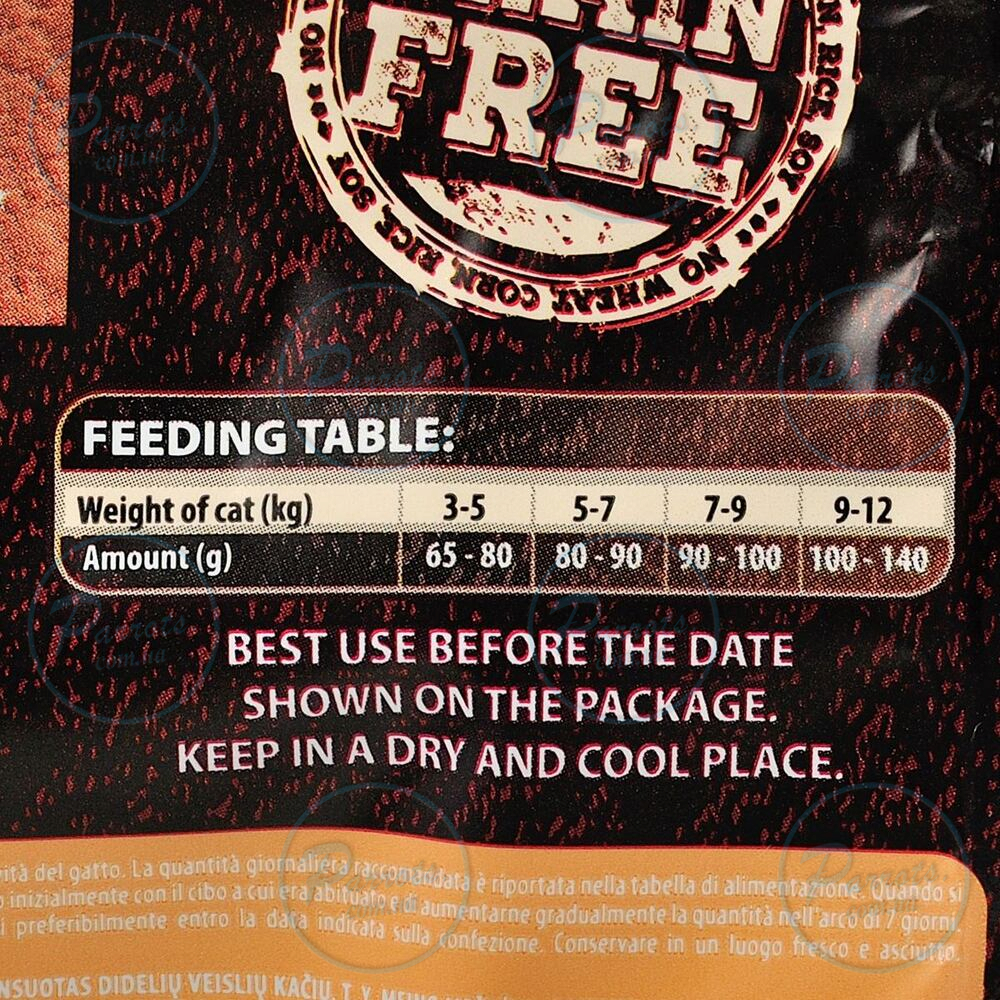 FREE
NO WHEAT, CORN, RICE, SOY
FEEDING TABLE:
Weight of cat (kg) 3-5 5-7 7-9 9-12
Amount (g) 65 - 80 80 - 90 90 - 100 100 - 140
BEST USE BEFORE THE DATE
SHOWN ON THE PACKAGE.
KEEP IN A DRY AND COOL PLACE.
ità del gatto. La quantità giornaliera raccomandata è riportata nella tabella di alimentazione. Quando si
inizialmente con il cibo a cui era abituato e di aumentarne gradualmente la quantità nell'arco di 7 giorni.
i preferibilmente entro la data indicata sulla confezione. Conservare in un luogo fresco e asciutto.
NSUOTAS DIDELIŲ VEISLIŲ KAČIŲ, T. Y.